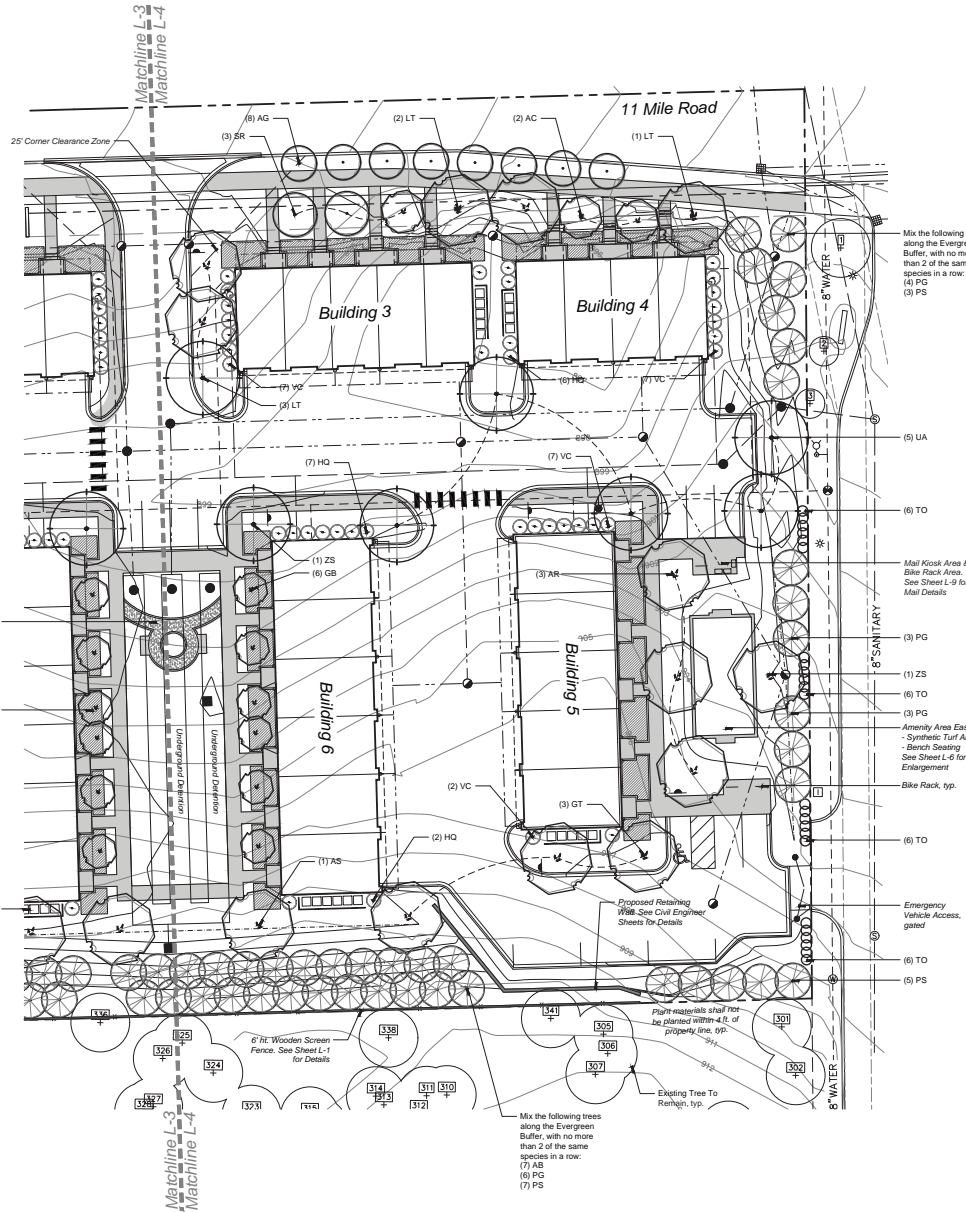 Matchline L-3
Matchline L-4
11 Mile Road
(8) AG
(2) LT
(2) AC
(3) SR
(1) LT
25' Corner Clearance Zone
Mix the following
along the Evergre
Buffer, with no mo
than 2 of the same
species in a row:
(4) PG
(3) PS
1
8"WATER
2
3
Building 3
Building 4
(7) VC
(3) LT
(6) HQ
(7) VC
S
(5) UA
898
(7) HQ
(7) VC
899
(6) TO
(1) ZS
(6) GB
(3) AR
Mail Kiosk Area &
Bike Rack Area.
See Sheet L-9 fo
Mail Details
8"SANITARY
(3) PG
905
(1) ZS
(6) TO
(3) PG
Building 6
Building 5
Underground Detention
Underground Detention
Amenity Area Eas
- Synthetic Turf A
- Bench Seating
See Sheet L-6 for
Enlargement
Bike Rack, typ.
(2) VC
(3) GT
(2) HQ
(1) AS
(6) TO
Proposed Retaining
Wall. See Civil Engineer
Sheets for Details
Emergency
Vehicle Access,
gated
S
909
(6) TO
(5) PS
Plant materials shall not
be planted within 4 ft. of
property line, typ.
336
325
326
324
338
341
305
306
307
301
302
911
912
6' ht. Wooden Screen
Fence. See Sheet L-1
for Details
327
323
315
314
313
311
310
312
Existing Tree To
Remain, typ.
8"WATER
Mix the following trees
along the Evergreen
Buffer, with no more
than 2 of the same
species in a row:
(7) AB
(6) PG
(7) PS
Matchline L-3
Matchline L-4